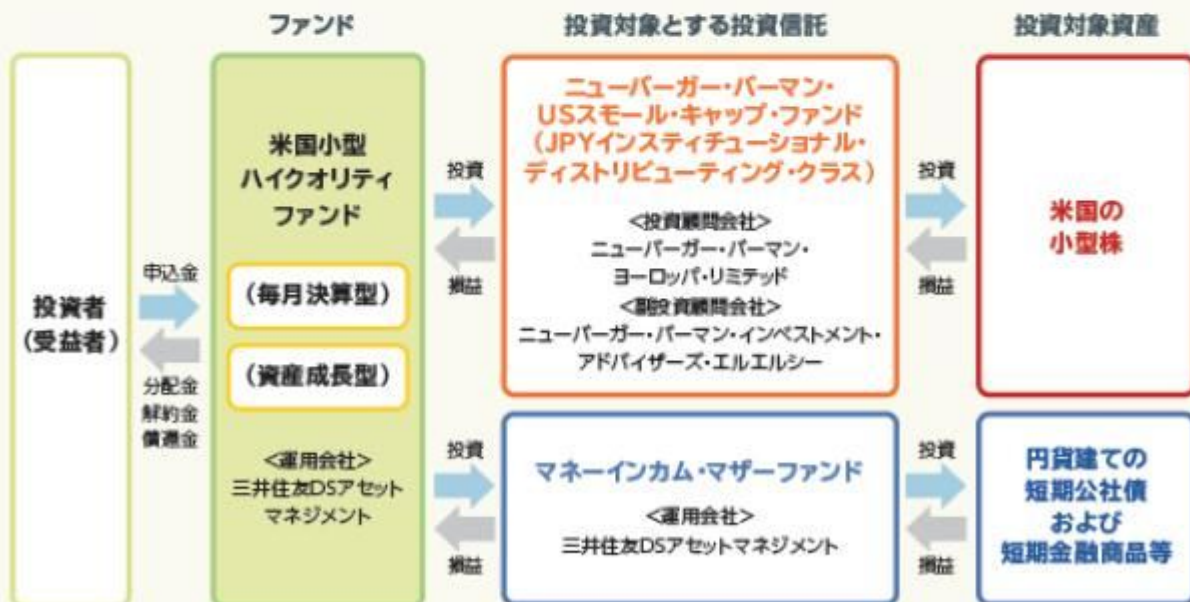 ファンド
投資対象とする投資信託
投資対象資産
投資者
(受益者)
申込金
分配金
解約金
償還金
米国小型
ハイクオリティ
ファンド
(毎月決算型)
(資産成長型)
<運用会社>
三井住友DSアセット
マネジメント
投資
損益
ニューバーガー・バーマン・
USスモール・キャップ・ファンド
(JPYインスティチューショナル・
ディストリビューティング・クラス)
<投資顧問会社>
ニューバーガー・バーマン・
ヨーロッパ・リミテッド
<副投資顧問会社>
ニューバーガー・バーマン・インベストメント・
アドバイザーズ・エルエルシー
投資
損益
米国の
小型株
投資
損益
マネーインカム・マザーファンド
<運用会社>
三井住友DSアセットマネジメント
投資
損益
円貨建ての
短期公社債
および
短期金融商品等